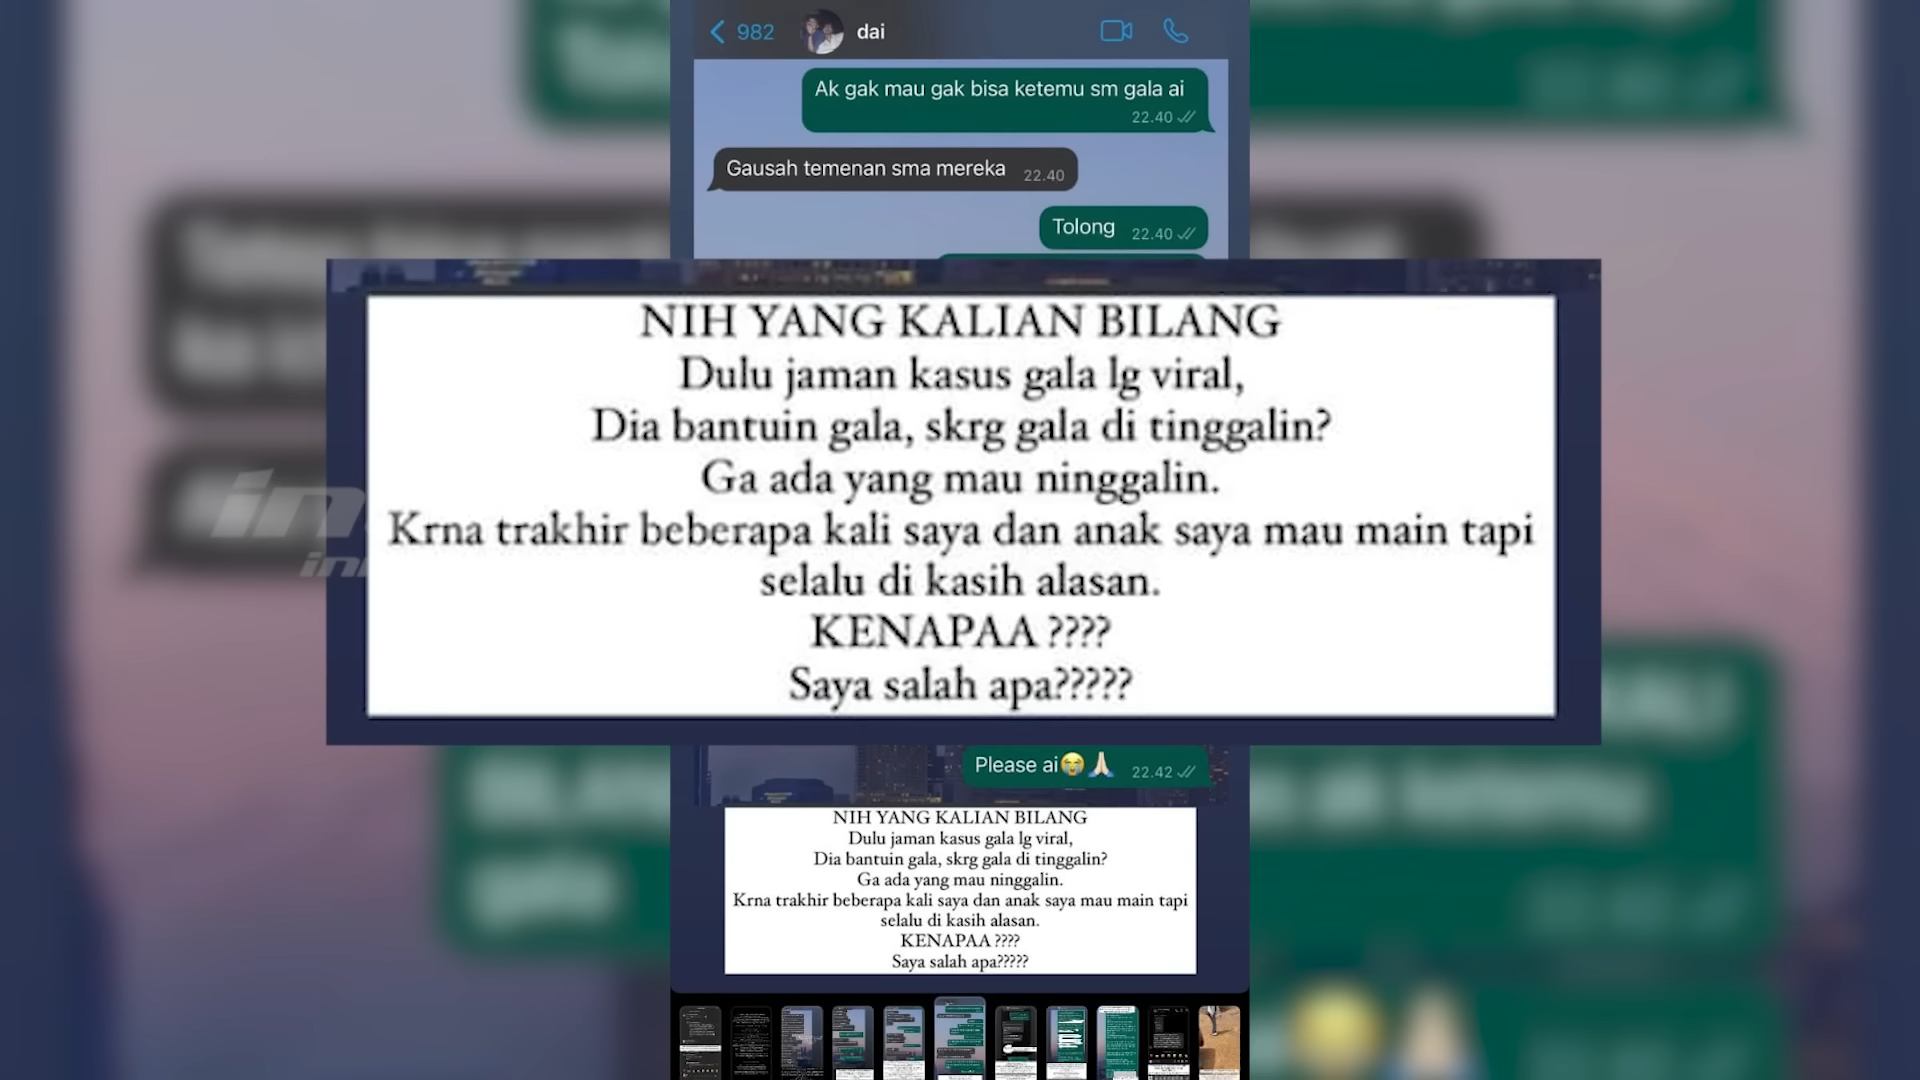 982
dai
Ak gak mau gak bisa ketemu sm gala ai
22.40
Gausah temenan sma mereka
22.40
Tolong
22.40
NIH YANG KALIAN BILANG
Dulu jaman kasus gala lg viral,
Dia bantuin gala, skrg gala di tinggalin?
Ga ada yang mau ninggalin.
Krna trakhir beberapa kali saya dan anak saya mau main tapi
selalu di kasih alasan.
KENAPAA ????
Saya salah apa?????
Please ai😭🙏🏻
22.42
NIH YANG KALIAN BILANG
Dulu jaman kasus gala lg viral,
Dia bantuin gala, skrg gala di tinggalin?
Ga ada yang mau ninggalin.
Krna trakhir beberapa kali saya dan anak saya mau main tapi
selalu di kasih alasan.
KENAPAA ????
Saya salah apa?????